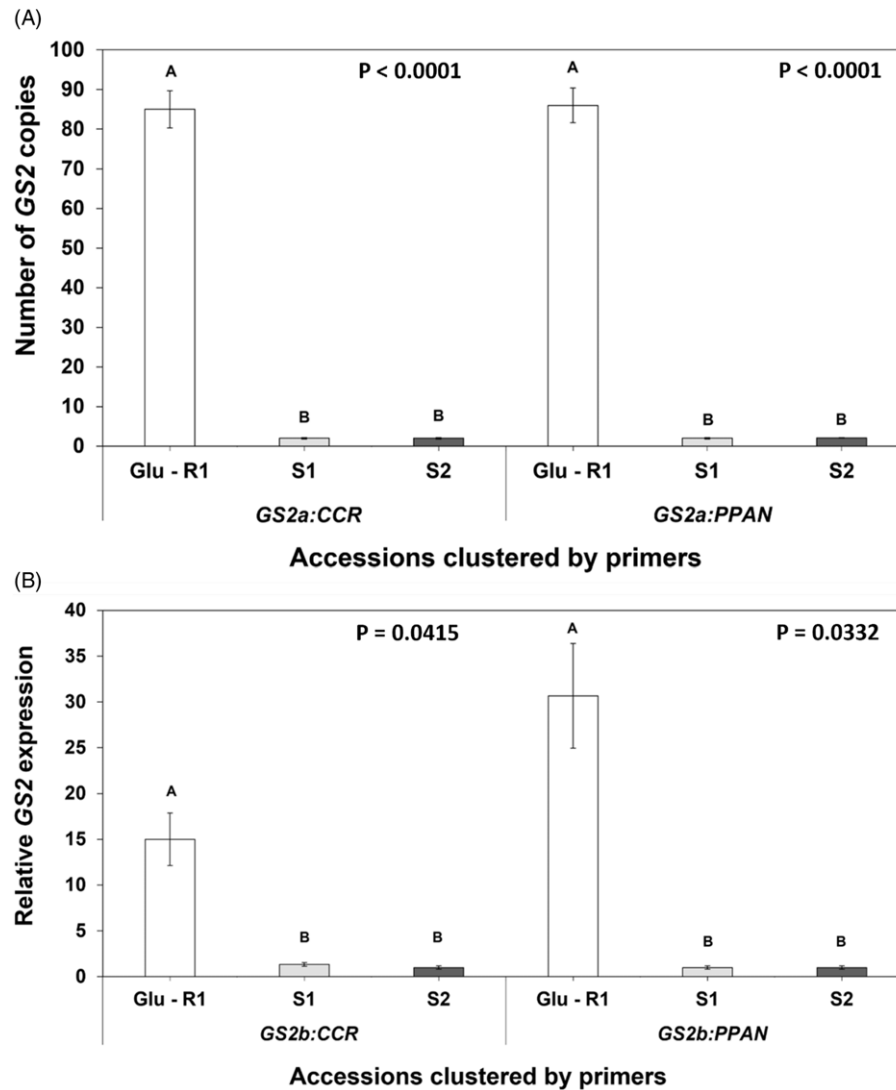 (A)
Number of GS2 copies
100
90
80
70
60
50
40
30
20
10
0
A
P < 0.0001
A
P < 0.0001
B
B
B
B
Glu - R1 S1 S2 Glu - R1 S1 S2
GS2a:CCR GS2a:PPAN
Accessions clustered by primers
(B)
Relative GS2 expression
40
35
30
25
20
15
10
5
0
P = 0.0415
A
P = 0.0332
A
B
B
B
B
Glu - R1 S1 S2 Glu - R1 S1 S2
GS2b:CCR GS2b:PPAN
Accessions clustered by primers